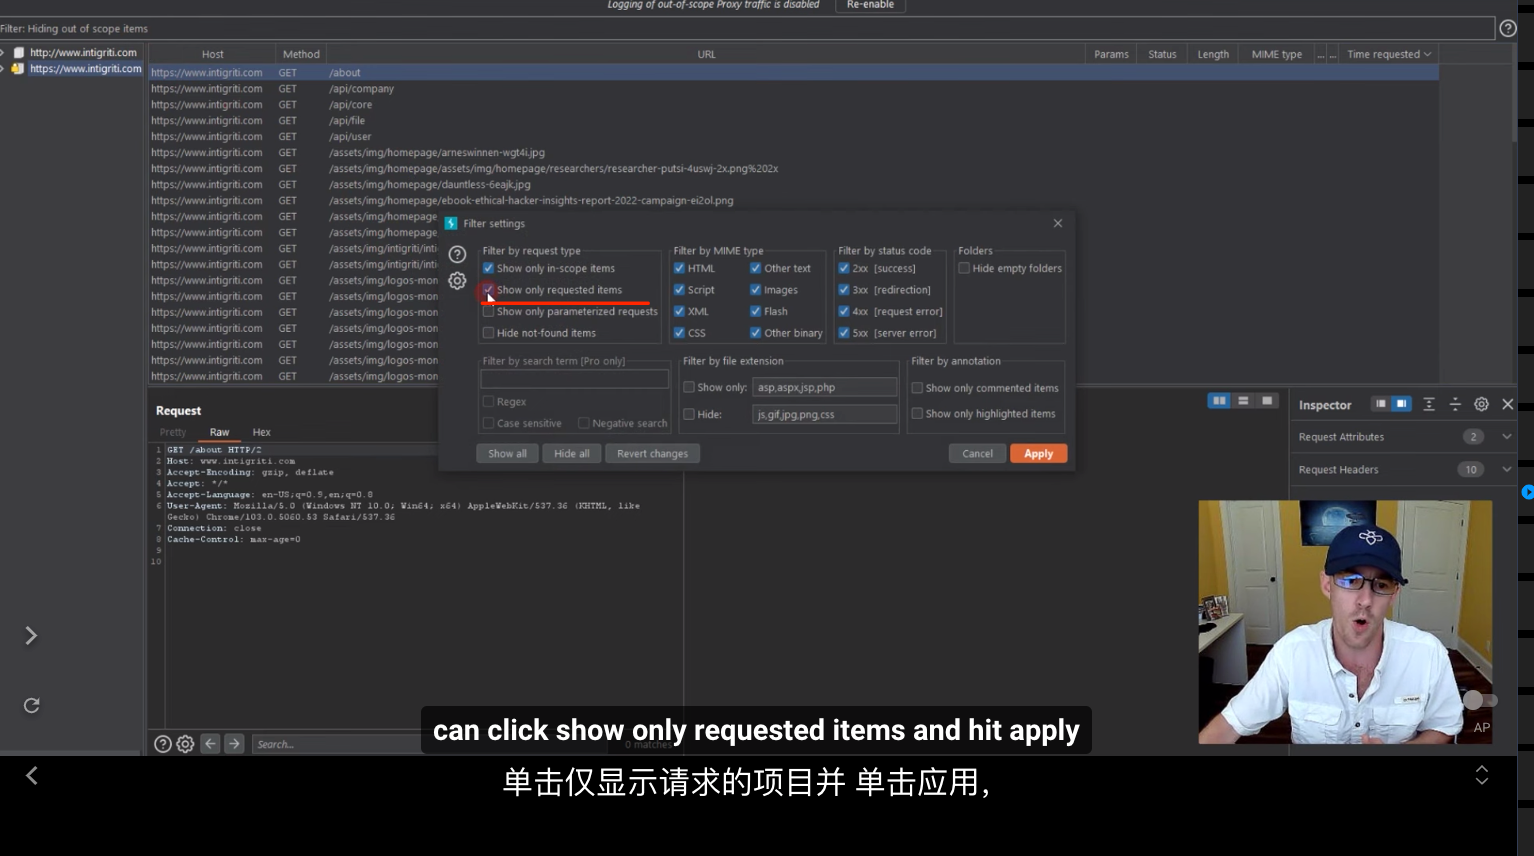 Logging of out-of-scope Proxy traffic is disabled Re-enable
Filter: Hiding out of scope items
http://www.intigriti.com
https://www.intigriti.com
Host Method URL Params Status Length MIME type ... ... Time requested
https://www.intigriti.com GET /about
https://www.intigriti.com GET /api/company
https://www.intigriti.com GET /api/core
https://www.intigriti.com GET /api/file
https://www.intigriti.com GET /api/user
https://www.intigriti.com GET /assets/img/homepage/arneswinnen-wgt4i.jpg
https://www.intigriti.com GET /assets/img/homepage/assets/img/homepage/researchers/researcher-putsi-4uswj-2x.png%202x
https://www.intigriti.com GET /assets/img/homepage/dauntless-6eajk.jpg
https://www.intigriti.com GET /assets/img/homepage/ebook-ethical-hacker-insights-report-2022-campaign-ei2ol.png
https://www.intigriti.com GET /assets/img/homepage
https://www.intigriti.com GET /assets/img/homepage
https://www.intigriti.com GET /assets/img/intigriti/inti
https://www.intigriti.com GET /assets/img/intigriti/inti
https://www.intigriti.com GET /assets/img/logos-mon
https://www.intigriti.com GET /assets/img/logos-mon
https://www.intigriti.com GET /assets/img/logos-mon
https://www.intigriti.com GET /assets/img/logos-mon
https://www.intigriti.com GET /assets/img/logos-mon
https://www.intigriti.com GET /assets/img/logos-mon
https://www.intigriti.com GET /assets/img/logos-mon
Filter settings
Filter by request type
Show only in-scope items
Show only requested items
Show only parameterized requests
Hide not-found items
Filter by MIME type
HTML Other text
Script Images
XML Flash
CSS Other binary
Filter by status code
2xx [success]
3xx [redirection]
4xx [request error]
5xx [server error]
Folders
Hide empty folders
Filter by search term [Pro only]
Regex
Case sensitive Negative search
Filter by file extension
Show only: asp,aspx,jsp,php
Hide: js,gif,jpg,png,css
Filter by annotation
Show only commented items
Show only highlighted items
Show all Hide all Revert changes Cancel Apply
Request
Pretty Raw Hex
1 GET /about HTTP/2
2 Host: www.intigriti.com
3 Accept-Encoding: gzip, deflate
4 Accept: */*
5 Accept-Language: en-US;q=0.9,en;q=0.8
6 User-Agent: Mozilla/5.0 (Windows NT 10.0; Win64; x64) AppleWebKit/537.36 (KHTML, like
Gecko) Chrome/103.0.5060.53 Safari/537.36
7 Connection: close
8 Cache-Control: max-age=0
9
10
Inspector
Request Attributes 2
Request Headers 10
Search...
0 matches
AP
can click show only requested items and hit apply
单击仅显示请求的项目并 单击应用，